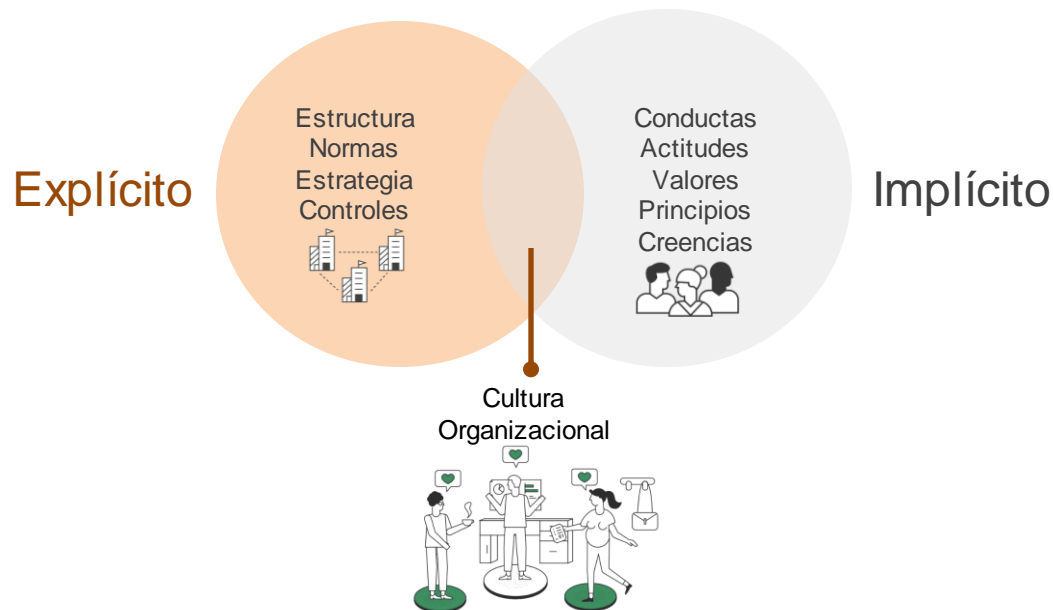 Explícito
Estructura
Normas
Estrategia
Controles
Conductas
Actitudes
Valores
Principios
Creencias
Implícito
Cultura
Organizacional